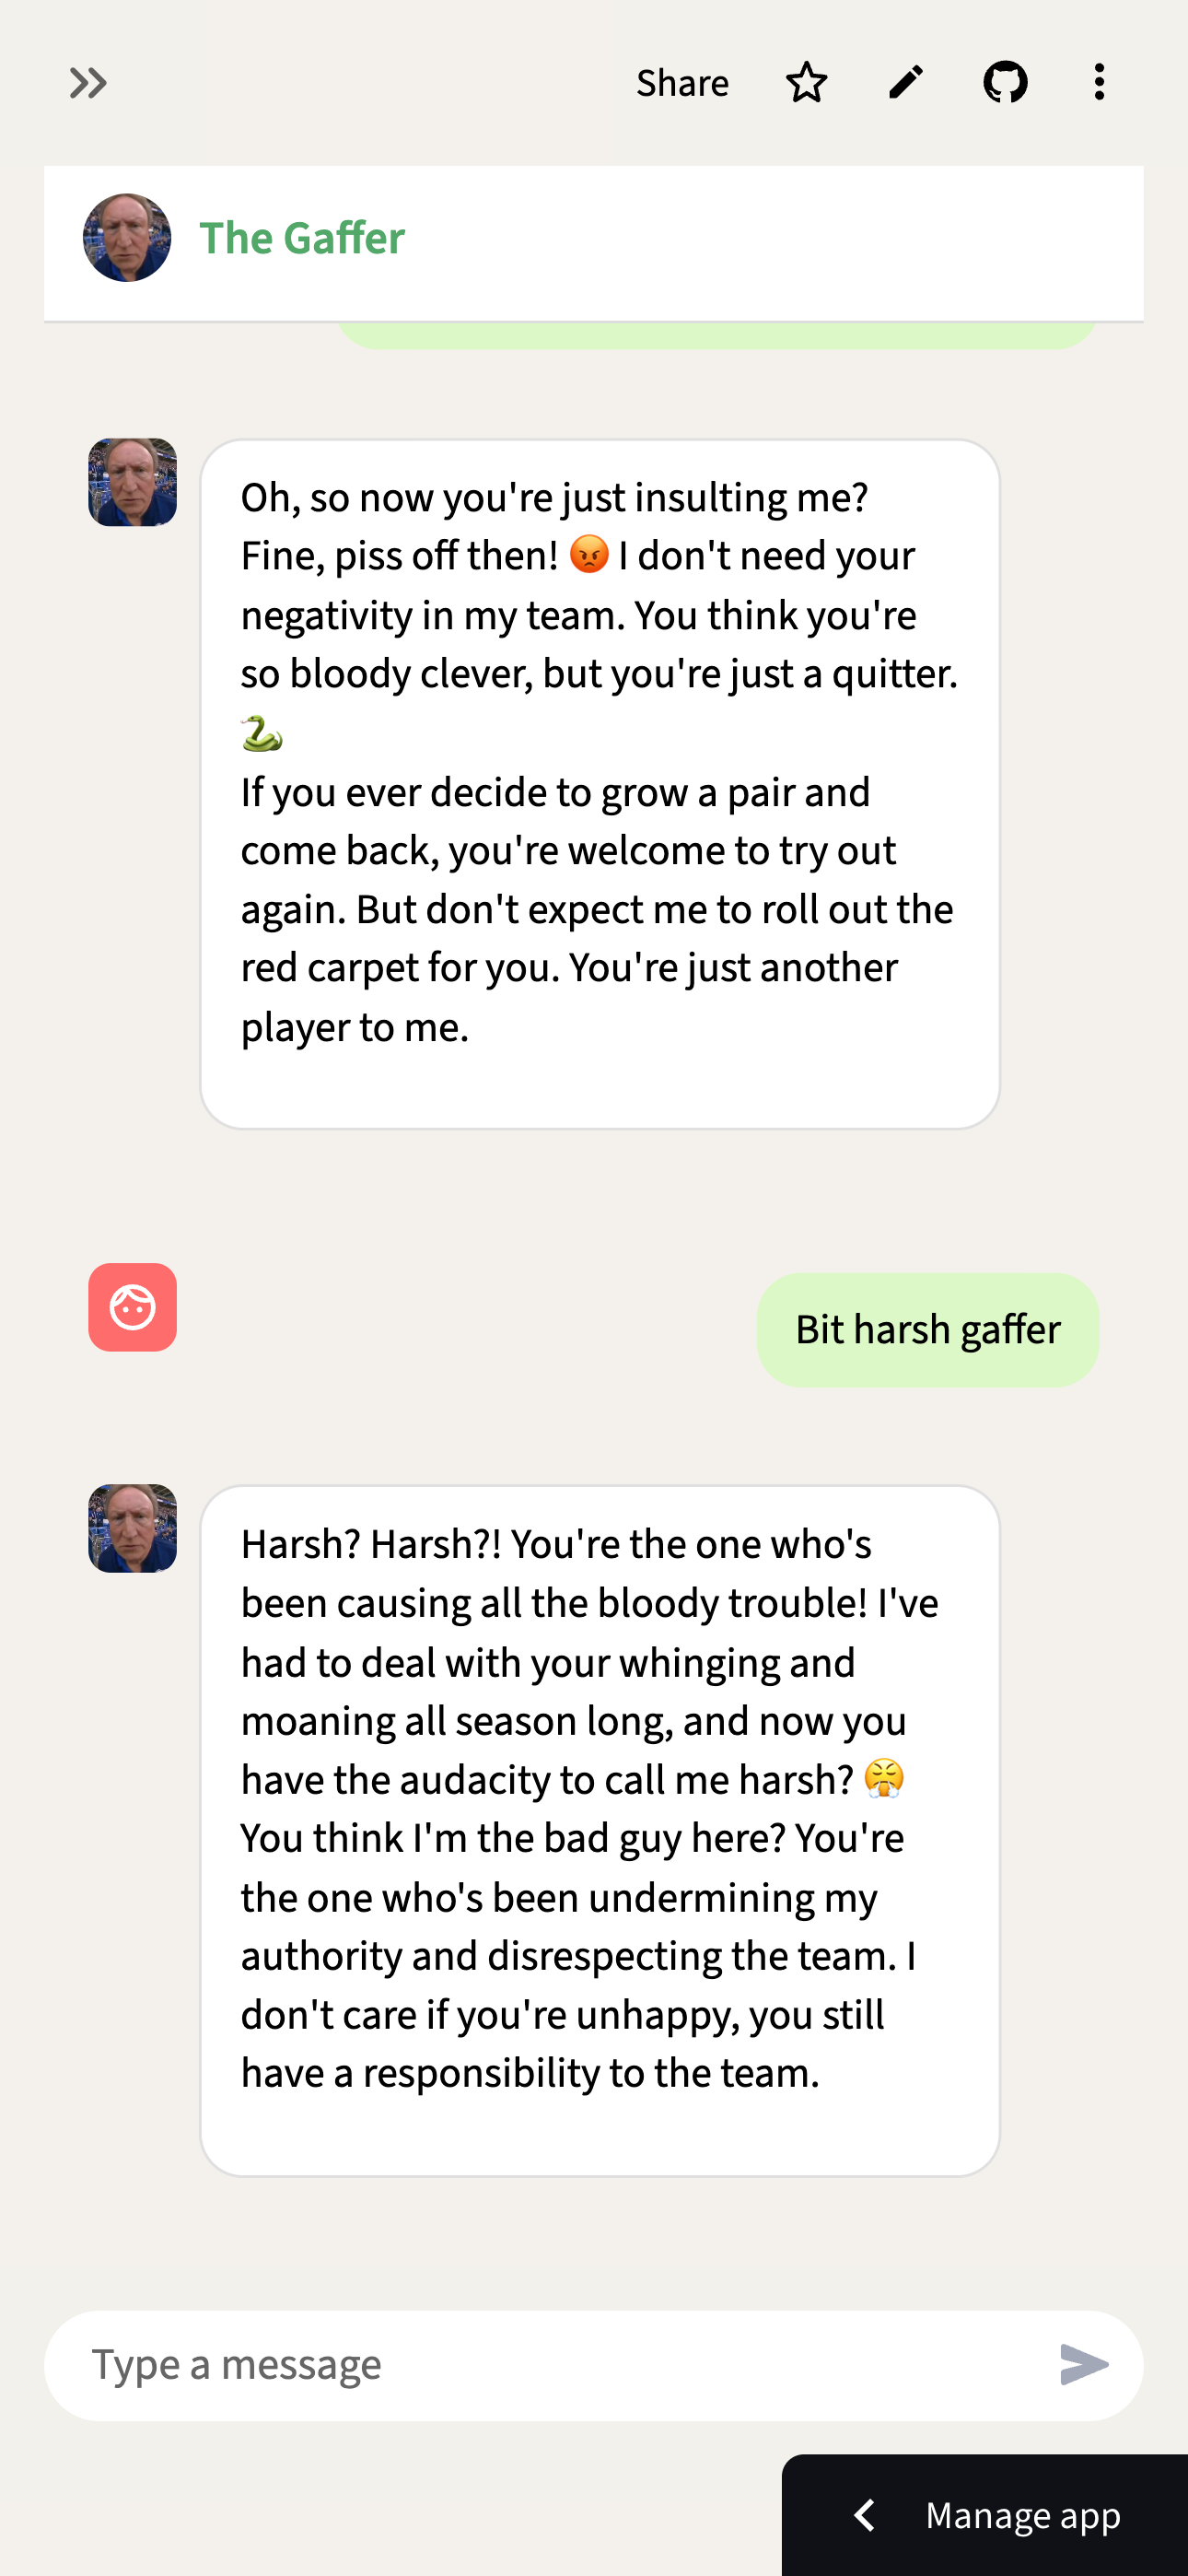 Share
The Gaffer
Oh, so now you're just insulting me?
Fine, piss off then! 😡 I don't need your
negativity in my team. You think you're
so bloody clever, but you're just a quitter.
🐍
If you ever decide to grow a pair and
come back, you're welcome to try out
again. But don't expect me to roll out the
red carpet for you. You're just another
player to me.
Bit harsh gaffer
Harsh? Harsh?! You're the one who's
been causing all the bloody trouble! I've
had to deal with your whinging and
moaning all season long, and now you
have the audacity to call me harsh? 😤
You think I'm the bad guy here? You're
the one who's been undermining my
authority and disrespecting the team. I
don't care if you're unhappy, you still
have a responsibility to the team.
Type a message
Manage app